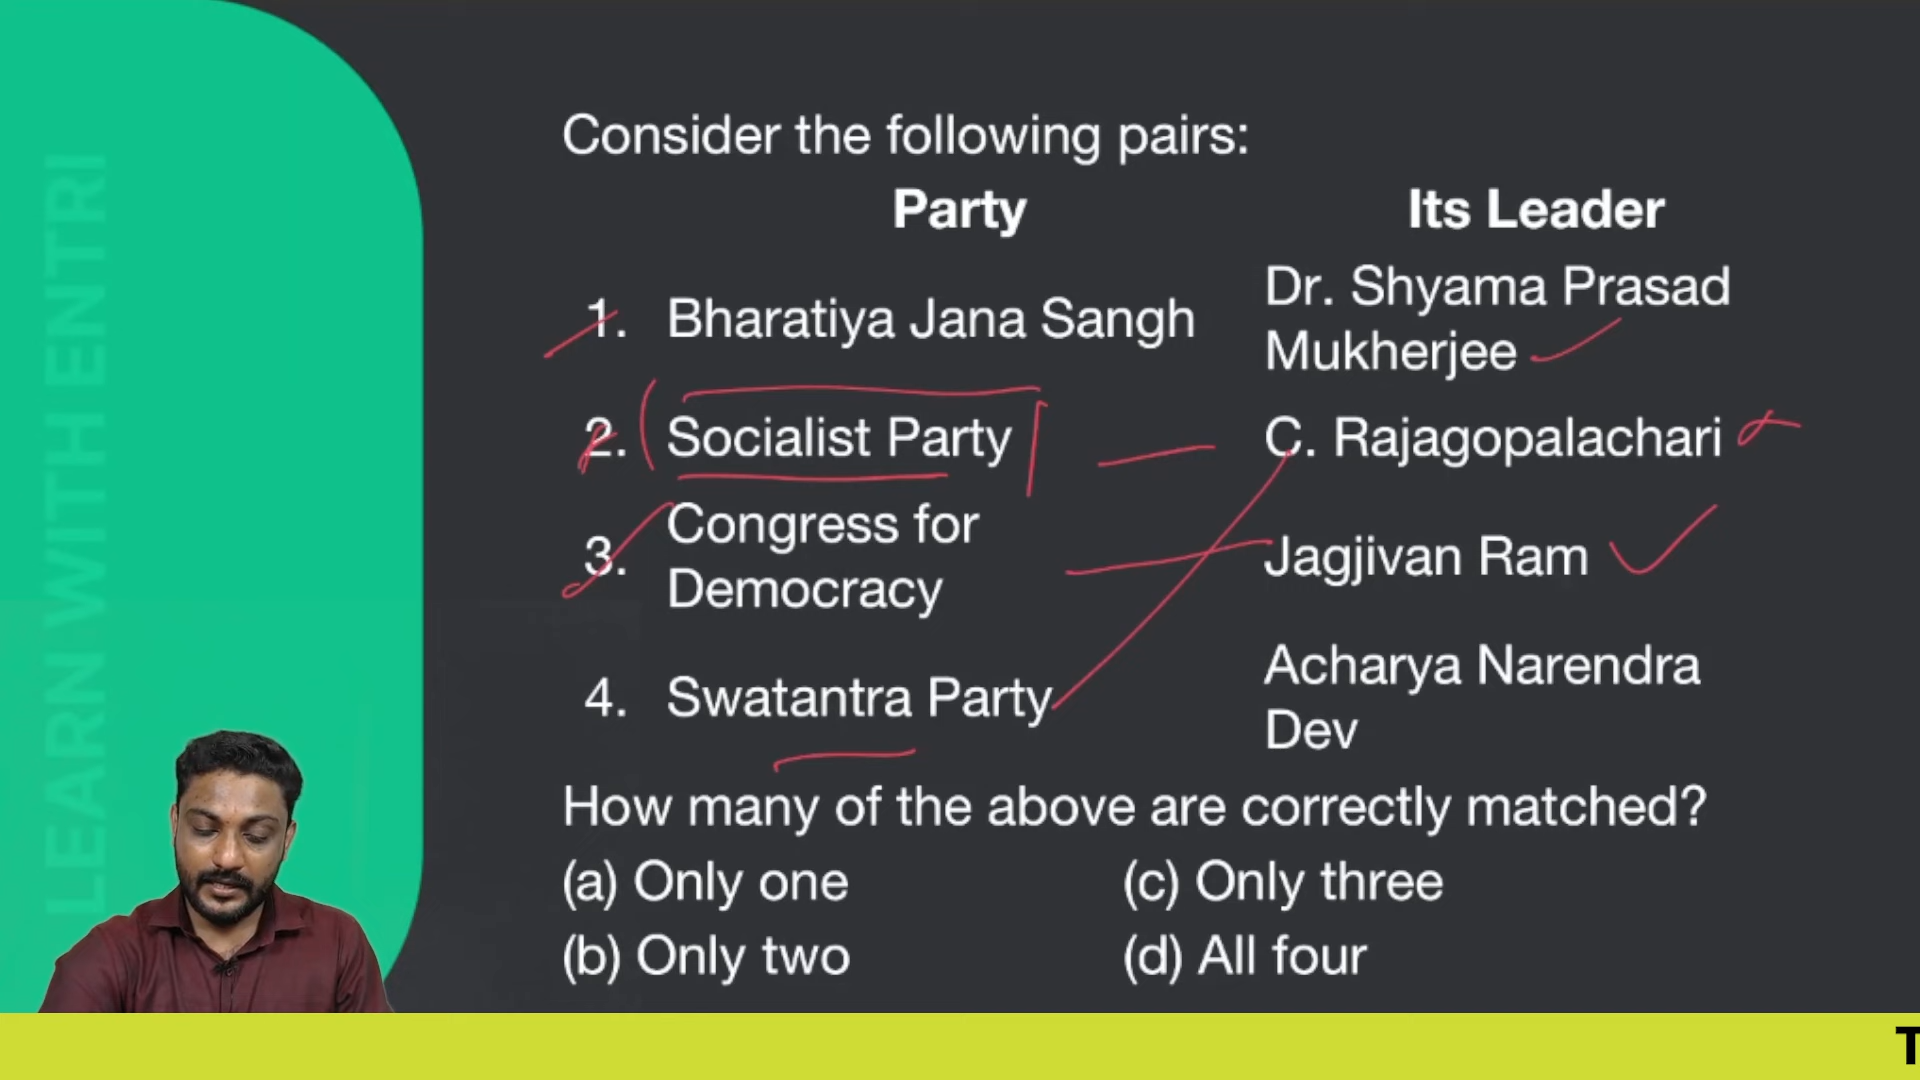 LEARN WITH ENTRI
Consider the following pairs:
Party Its Leader
1. Bharatiya Jana Sangh Dr. Shyama Prasad
Mukherjee
2. Socialist Party C. Rajagopalachari
3. Congress for
Democracy Jagjivan Ram
4. Swatantra Party Acharya Narendra
Dev
How many of the above are correctly matched?
(a) Only one (c) Only three
(b) Only two (d) All four
T